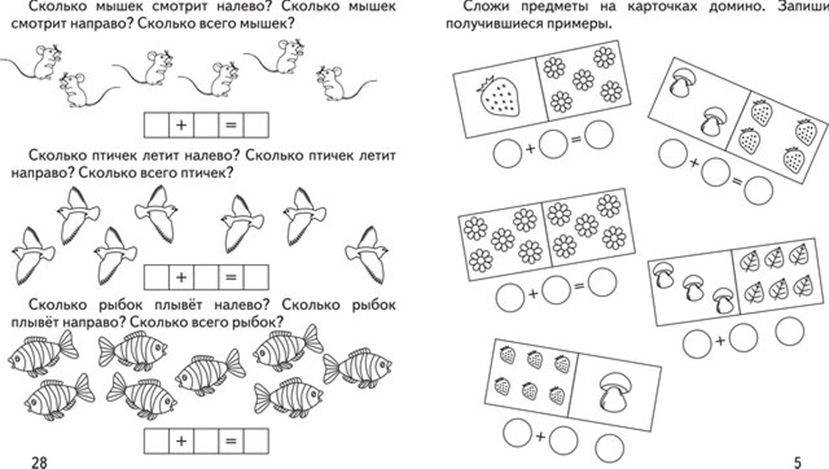 Сколько мышек смотрит налево? Сколько мышек
смотрит направо? Сколько всего мышек?
+ =
Сколько птичек летит налево? Сколько птичек летит
направо? Сколько всего птичек?
+ =
Сколько рыбок плывёт налево? Сколько рыбок
плывёт направо? Сколько всего рыбок?
+ =
28
Сложи предметы на карточках домино. Запиши
получившиеся примеры.
+ =
+ =
+ =
+
+
5